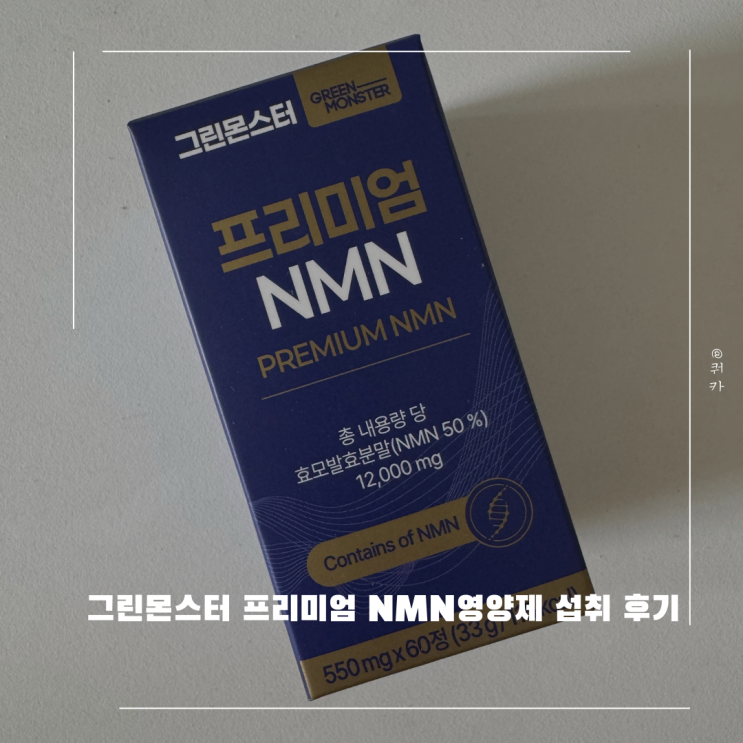 그린몬스터
GREEN
MONSTER
프리미엄
NMN
PREMIUM NMN
총 내용량 당
효모발효분말(NMN 50 %)
12,000 mg
Contains of NMN
@쿼카
그린몬스터 프리미엄 NMN영양제 섭취 후기
550 mg x 60정 (33 g /